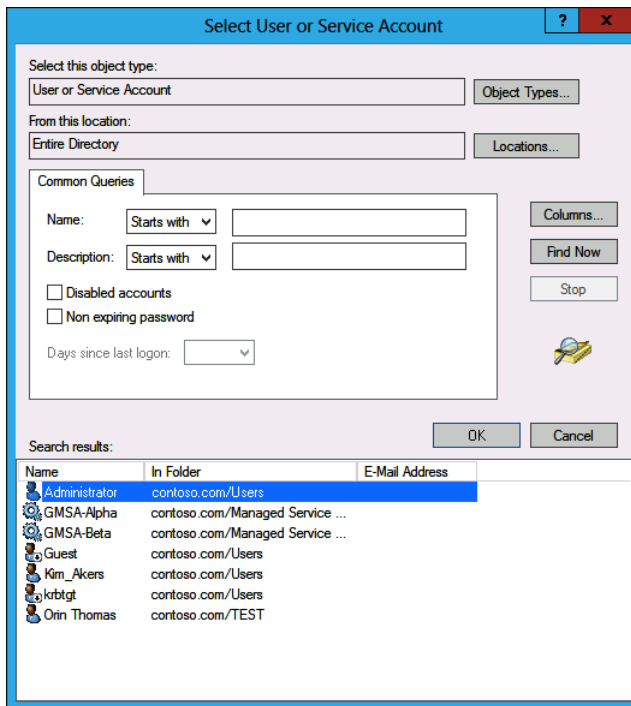 Select User or Service Account
? x
Select this object type:
User or Service Account
Object Types...
From this location:
Entire Directory
Locations...
Common Queries
Name: Starts with
Columns...
Description: Starts with
Find Now
Disabled accounts
Stop
Non expiring password
Days since last logon:
OK Cancel
Search results:
Name In Folder E-Mail Address
Administrator contoso.com/Users
GMSA-Alpha contoso.com/Managed Service ...
GMSA-Beta contoso.com/Managed Service ...
Guest contoso.com/Users
Kim_Akers contoso.com/Users
krbtgt contoso.com/Users
Orin Thomas contoso.com/TEST